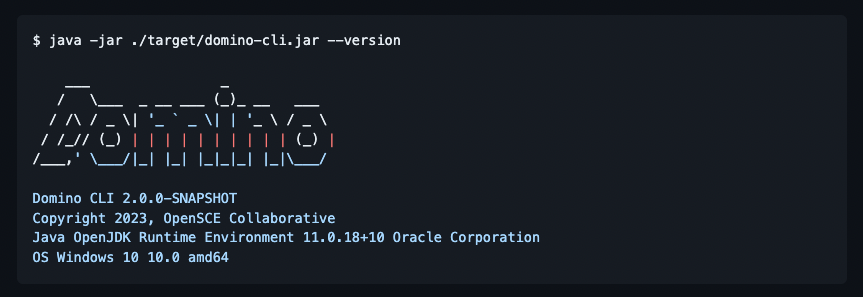 $ java -jar ./target/domino-cli.jar --version
    ___                _
   /   \___  _ __ ___ (_)_ __   ___
  / /\ / _ \| '_ ` _ \| | '_ \ / _ \
 / /_// (_) | | | | | | | | | | (_) |
/___,' \___/|_| |_| |_|_|_| |_|\___/
Domino CLI 2.0.0-SNAPSHOT
Copyright 2023, OpenSCE Collaborative
Java OpenJDK Runtime Environment 11.0.18+10 Oracle Corporation
OS Windows 10 10.0 amd64